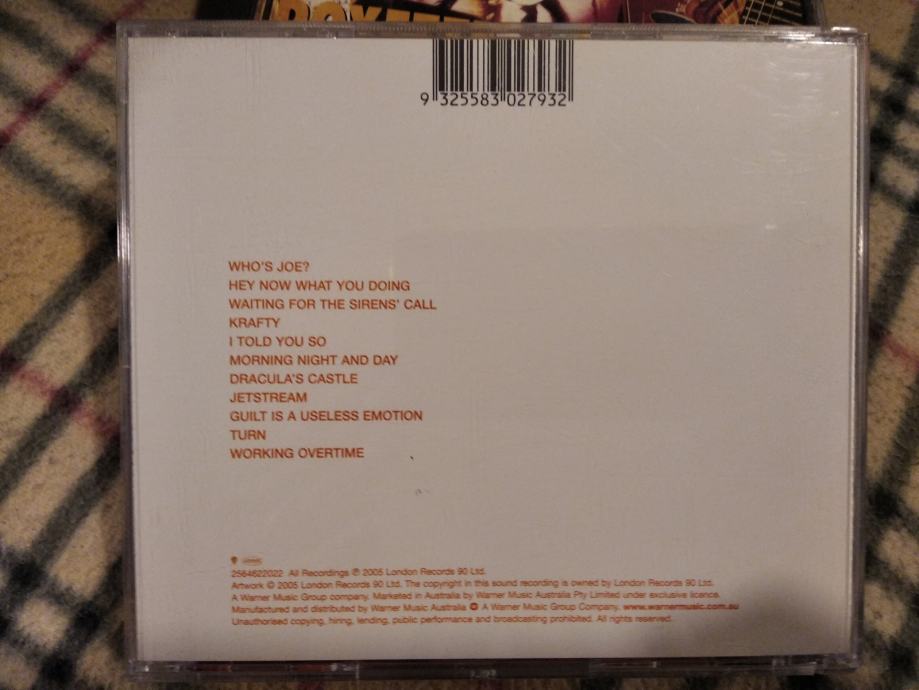 9 325583 027932
WHO'S JOE?
HEY NOW WHAT YOU DOING
WAITING FOR THE SIRENS' CALL
KRAFTY
I TOLD YOU SO
MORNING NIGHT AND DAY
DRACULA'S CASTLE
JETSTREAM
GUILT IS A USELESS EMOTION
TURN
WORKING OVERTIME
2564622022 All Recordings ℗ 2005 London Records 90 Ltd.
Artwork © 2005 London Records 90 Ltd. The copyright in this sound recording is owned by London Records 90 Ltd.
A Warner Music Group company. Marketed in Australia by Warner Music Australia Pty Limited under exclusive licence.
Manufactured and distributed by Warner Music Australia A Warner Music Group Company. www.warnermusic.com.au
Unauthorised copying, hiring, lending, public performance and broadcasting prohibited. All rights reserved.